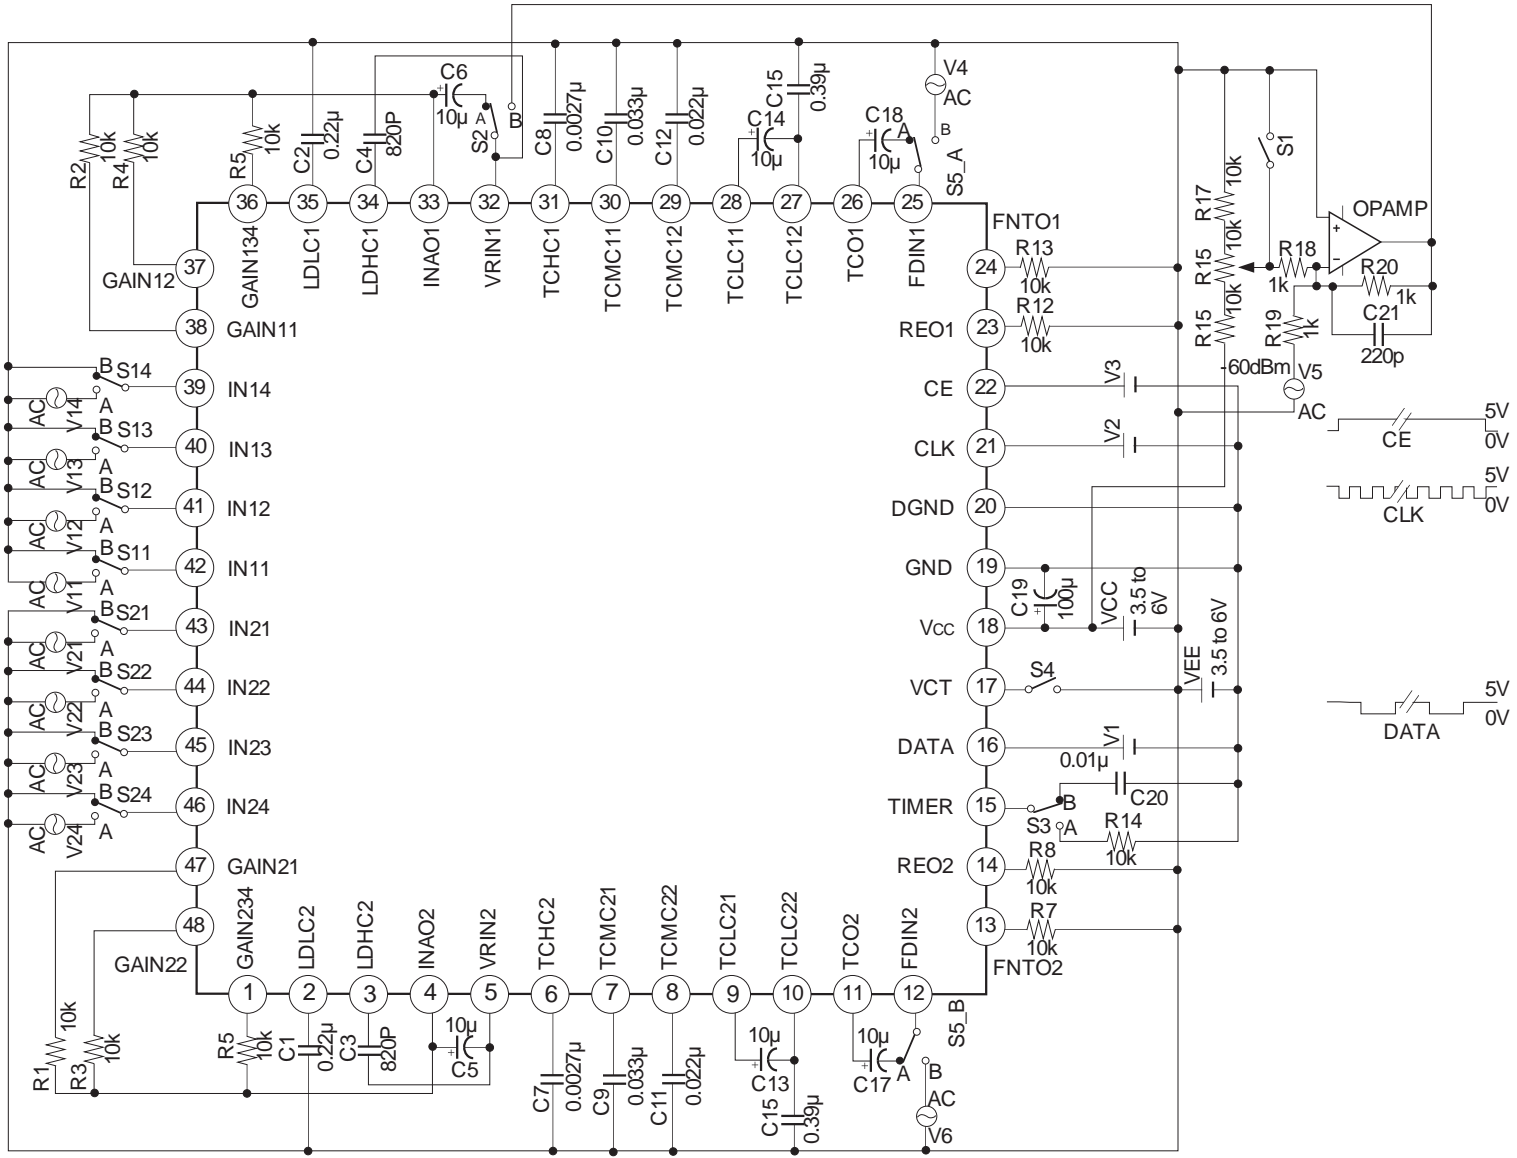 C6
10µ
A
S2
B
R2
10k
R4
10k
R5
10k
C2
0.22µ
C4
820P
C8
0.0027µ
C10
0.033µ
C12
0.022µ
C14
10µ
C15
0.39µ
C18
10µ
A
B
V4
AC
S5_A
S1
R17
10k
R15
10k
R15
10k
R18
1k
OPAMP
+
-
R20
1k
C21
220p
R19
1k
-60dBm
V5
AC
36
35
34
33
32
31
30
29
28
27
26
25
GAIN134
LDLC1
LDHC1
INAO1
VRIN1
TCHC1
TCMC11
TCMC12
TCLC11
TCLC12
TCO1
FDIN1
37
GAIN12
38
GAIN11
39
IN14
40
IN13
41
IN12
42
IN11
43
IN21
44
IN22
45
IN23
46
IN24
47
GAIN21
48
GAIN22
B S14
A
AC
V14
B S13
A
AC
V13
B S12
A
AC
V12
B S11
A
AC
V11
B S21
A
AC
V21
B S22
A
AC
V22
B S23
A
AC
V23
B S24
A
AC
V24
FNTO1
24
R13
10k
REO1
23
R12
10k
CE
22
V3
CLK
21
V2
DGND
20
GND
19
C19
+
100µ
VCC
3.5 to 6V
VCC
18
VCT
17
S4
VEE
3.5 to 6V
DATA
16
V1
0.01µ
C20
TIMER
15
S3
B
A
R14
10k
REO2
14
R8
10k
13
R7
10k
FNTO2
CE
5V
0V
CLK
5V
0V
DATA
5V
0V
GAIN234
LDLC2
LDHC2
INAO2
VRIN2
TCHC2
TCMC21
TCMC22
TCLC21
TCLC22
TCO2
FDIN2
1
2
3
4
5
6
7
8
9
10
11
12
R1
10k
R3
10k
R5
10k
C1
0.22µ
C3
820P
10µ
+
C5
C7
0.0027µ
C9
0.033µ
C11
0.022µ
10µ
+
C13
C15
0.39µ
10µ
+
C17
A
B
S5_B
AC
V6